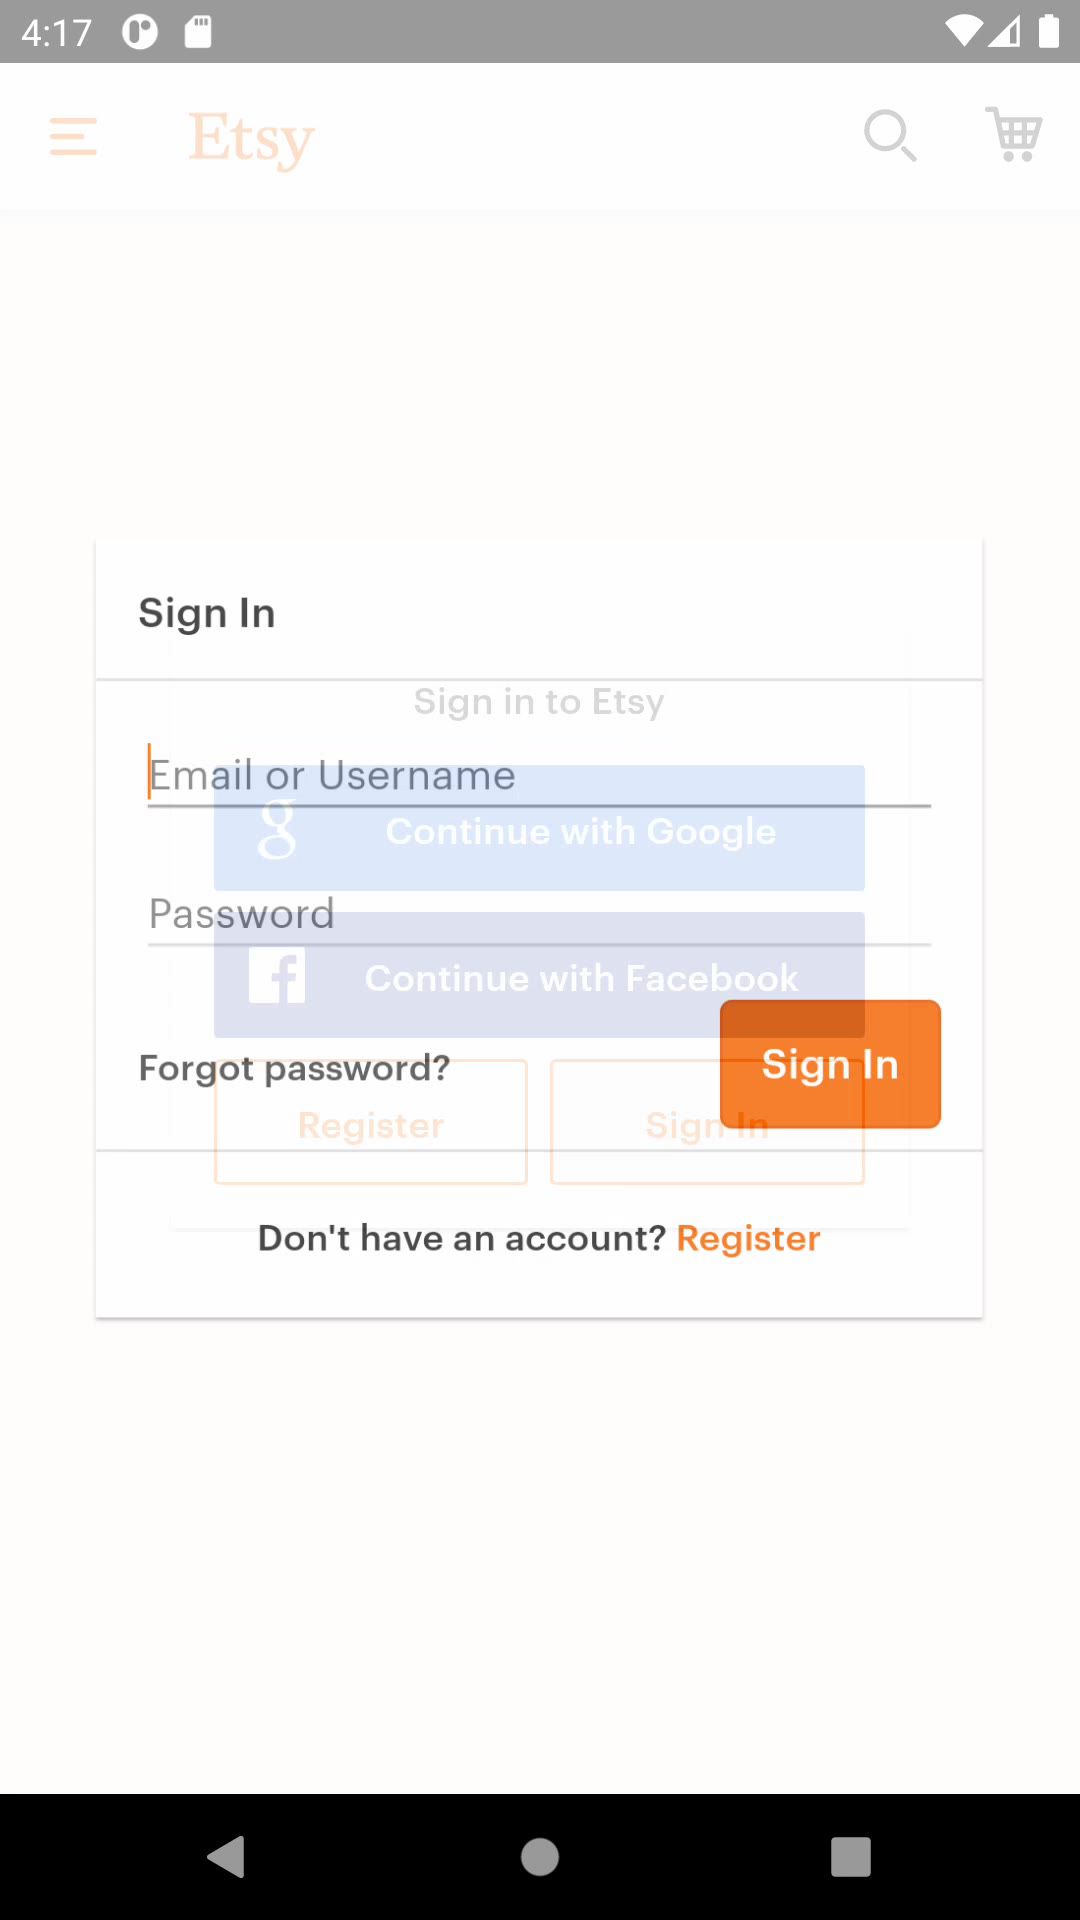 4:17
Etsy
Sign In
Sign in to Etsy
Email or Username
Continue with Google
Password
Continue with Facebook
Forgot password?
Sign In
Register
Sign In
Don't have an account? Register